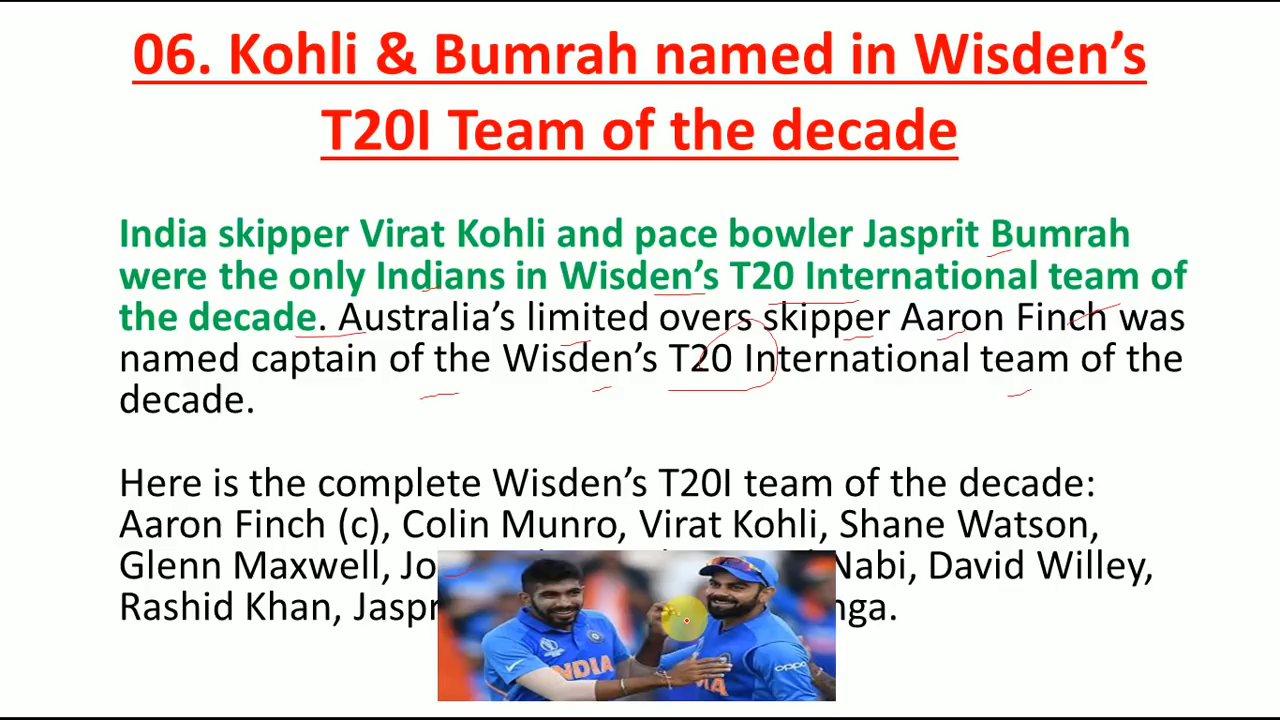 06. Kohli & Bumrah named in Wisden’s
T20I Team of the decade
India skipper Virat Kohli and pace bowler Jasprit Bumrah
were the only Indians in Wisden’s T20 International team of
the decade. Australia’s limited overs skipper Aaron Finch was
named captain of the Wisden’s T20 International team of the
decade.
Here is the complete Wisden’s T20I team of the decade:
Aaron Finch (c), Colin Munro, Virat Kohli, Shane Watson,
Glenn Maxwell, Nabi, David Willey,
Rashid Khan,
INDIA
oppo